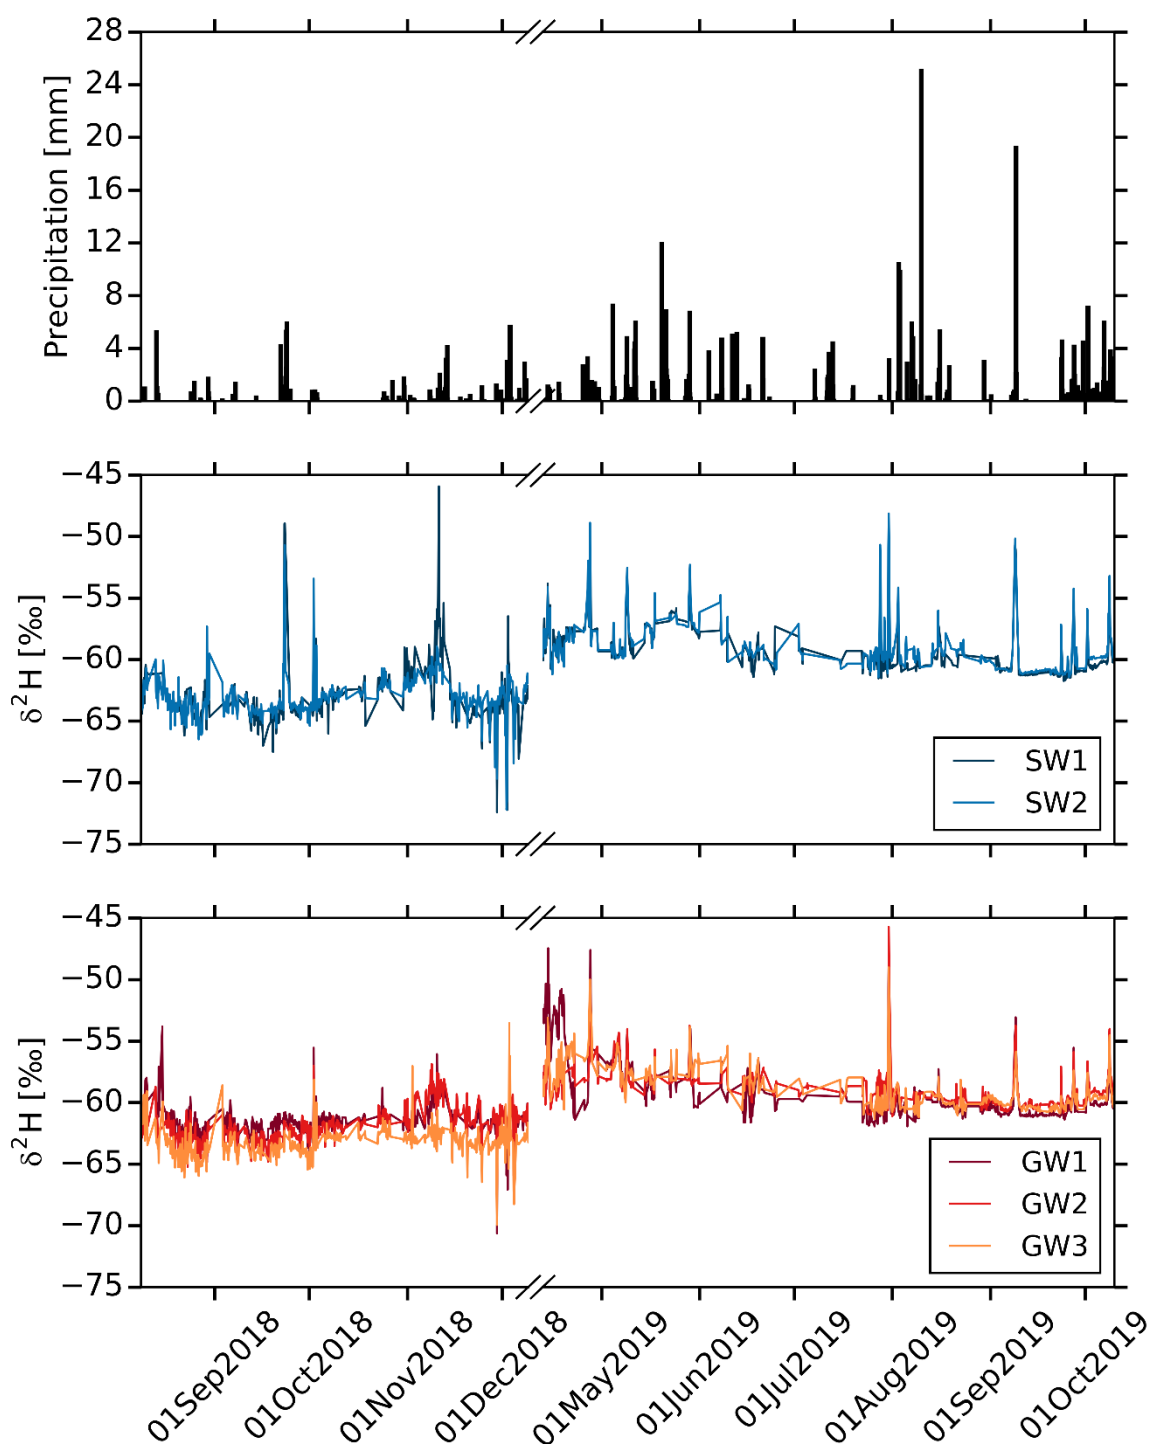 28
24
20
16
12
8
4
0
Precipitation [mm]
−45
−50
−55
−60
−65
−70
−75
δ²H [‰]
SW1
SW2
−45
−50
−55
−60
−65
−70
−75
δ²H [‰]
GW1
GW2
GW3
01Sep2018
01Oct2018
01Nov2018
01Dec2018
01May2019
01Jun2019
01Jul2019
01Aug2019
01Sep2019
01Oct2019